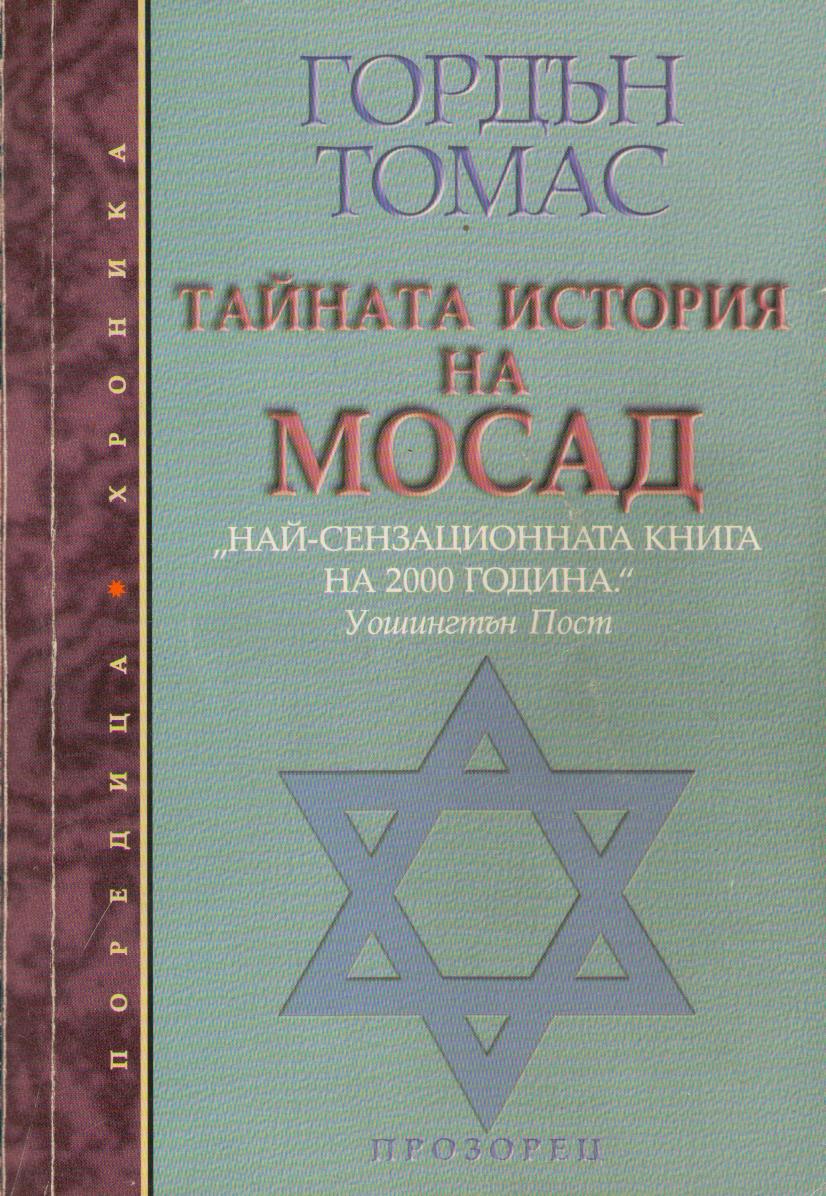 ГОРДЪН
ТОМАС
ТАЙНАТА ИСТОРИЯ
НА
МОСАД
„НАЙ-СЕНЗАЦИОННАТА КНИГА
НА 2000 ГОДИНА.“
Уошингтън Пост
ПРОЗОРЕЦ
ПОРЕДИЦА ✷ ХРОНИКА